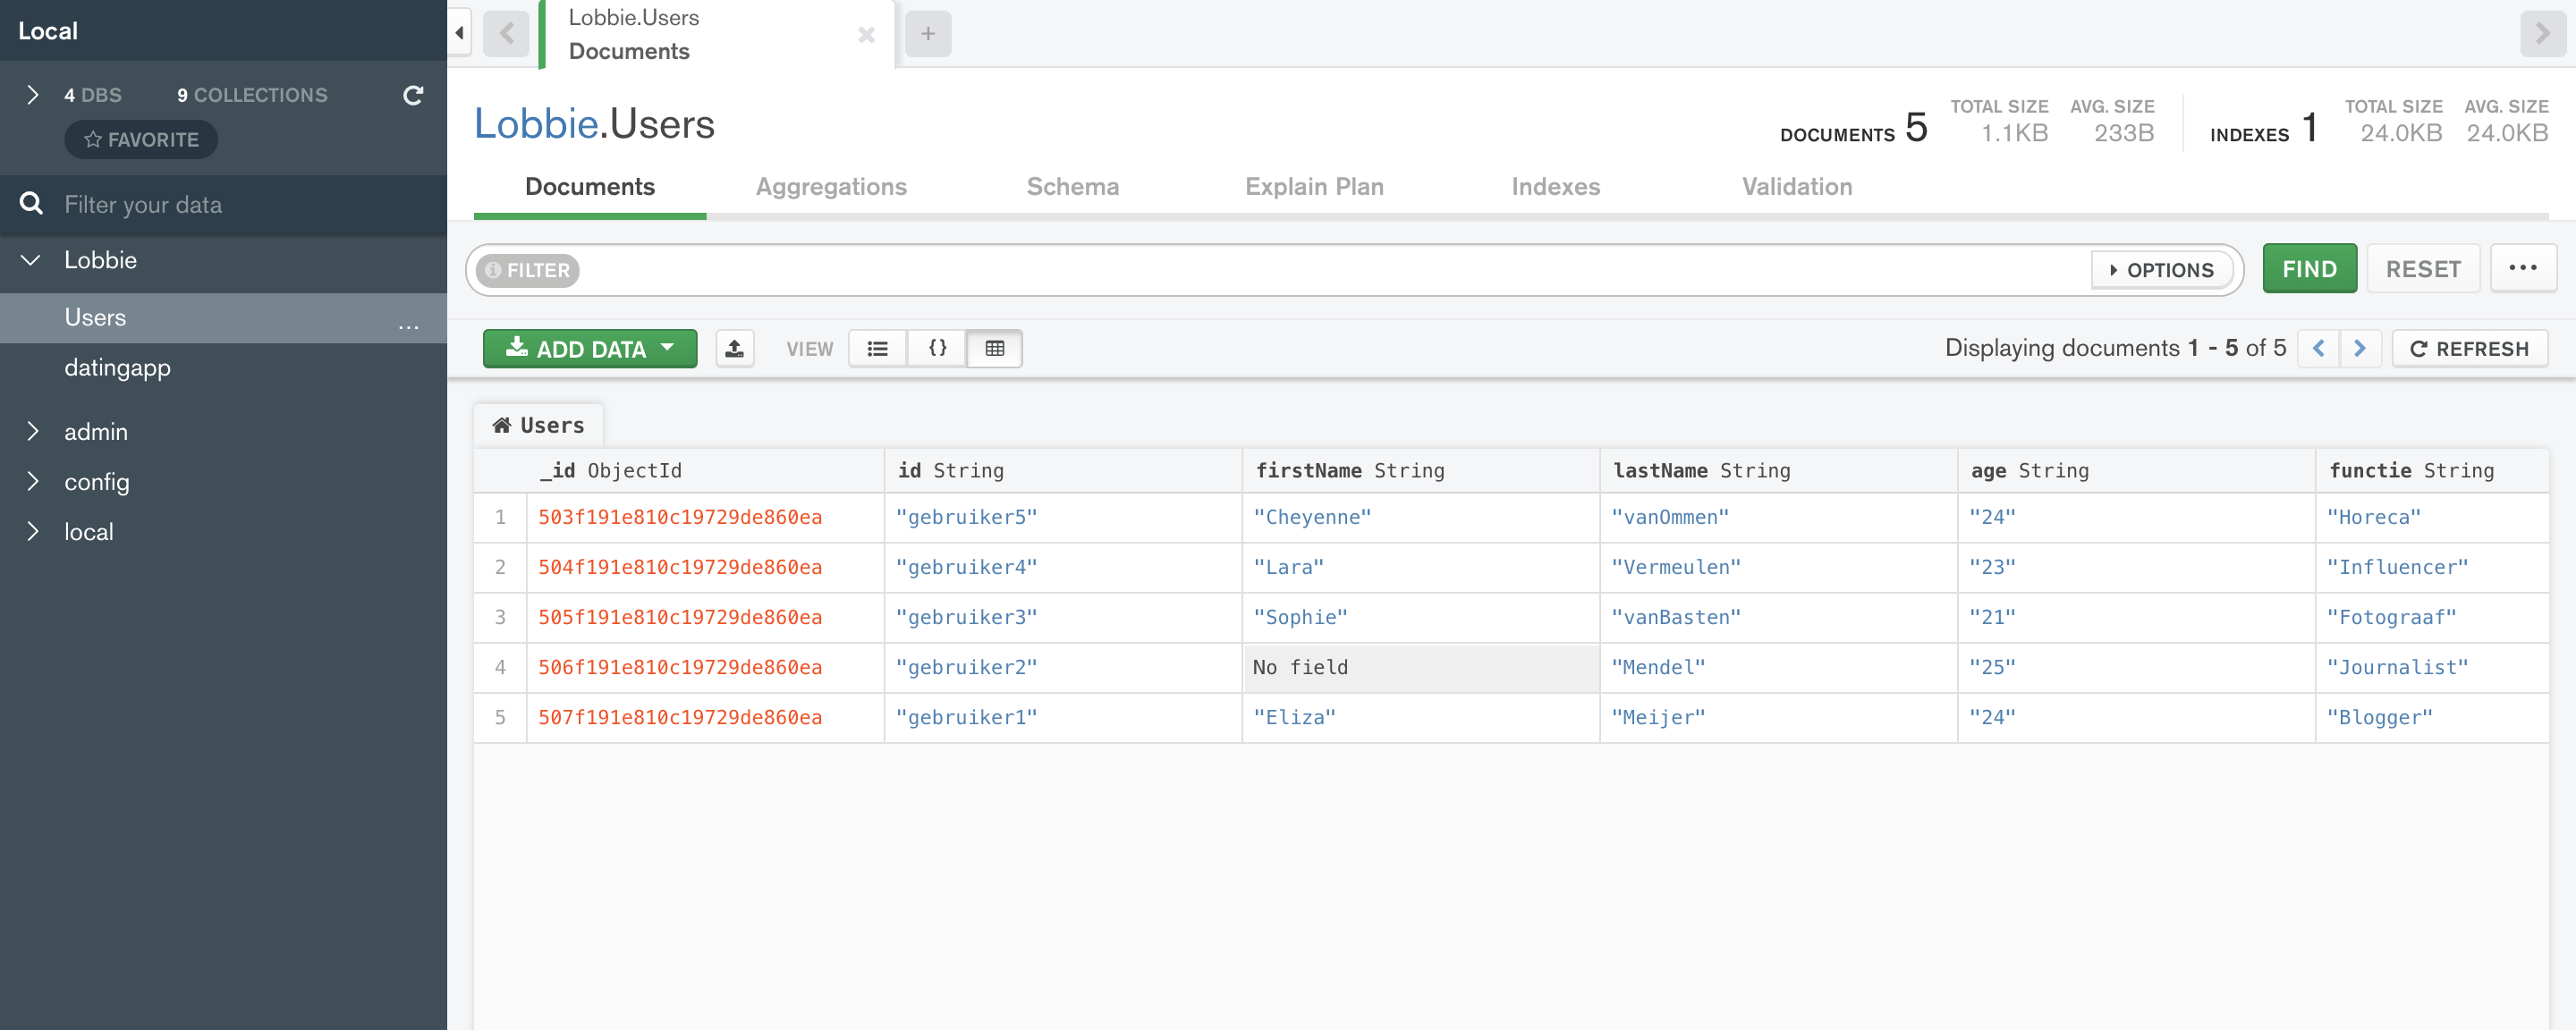 Local
4 DBS 9 COLLECTIONS
FAVORITE
Filter your data
Lobbie
Users ...
datingapp
admin
config
local
Lobbie.Users
Documents
Lobbie.Users
DOCUMENTS 5 TOTAL SIZE 1.1KB AVG. SIZE 233B INDEXES 1 TOTAL SIZE 24.0KB AVG. SIZE 24.0KB
Documents Aggregations Schema Explain Plan Indexes Validation
FILTER OPTIONS FIND RESET ...
ADD DATA VIEW {} Displaying documents 1 - 5 of 5 REFRESH
Users
_id ObjectId id String firstName String lastName String age String functie String
1 503f191e810c19729de860ea "gebruiker5" "Cheyenne" "vanOmmen" "24" "Horeca"
2 504f191e810c19729de860ea "gebruiker4" "Lara" "Vermeulen" "23" "Influencer"
3 505f191e810c19729de860ea "gebruiker3" "Sophie" "vanBasten" "21" "Fotograaf"
4 506f191e810c19729de860ea "gebruiker2" No field "Mendel" "25" "Journalist"
5 507f191e810c19729de860ea "gebruiker1" "Eliza" "Meijer" "24" "Blogger"